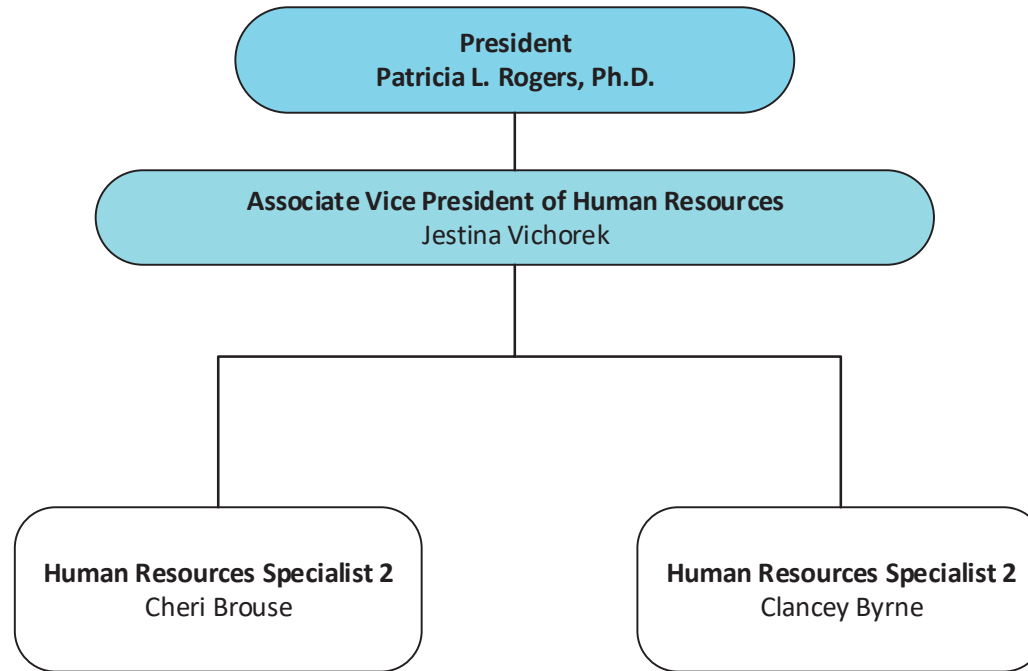 President
Patricia L. Rogers, Ph.D.
Associate Vice President of Human Resources
Jestina Vichorek
Human Resources Specialist 2
Cheri Brouse
Human Resources Specialist 2
Clancey Byrne